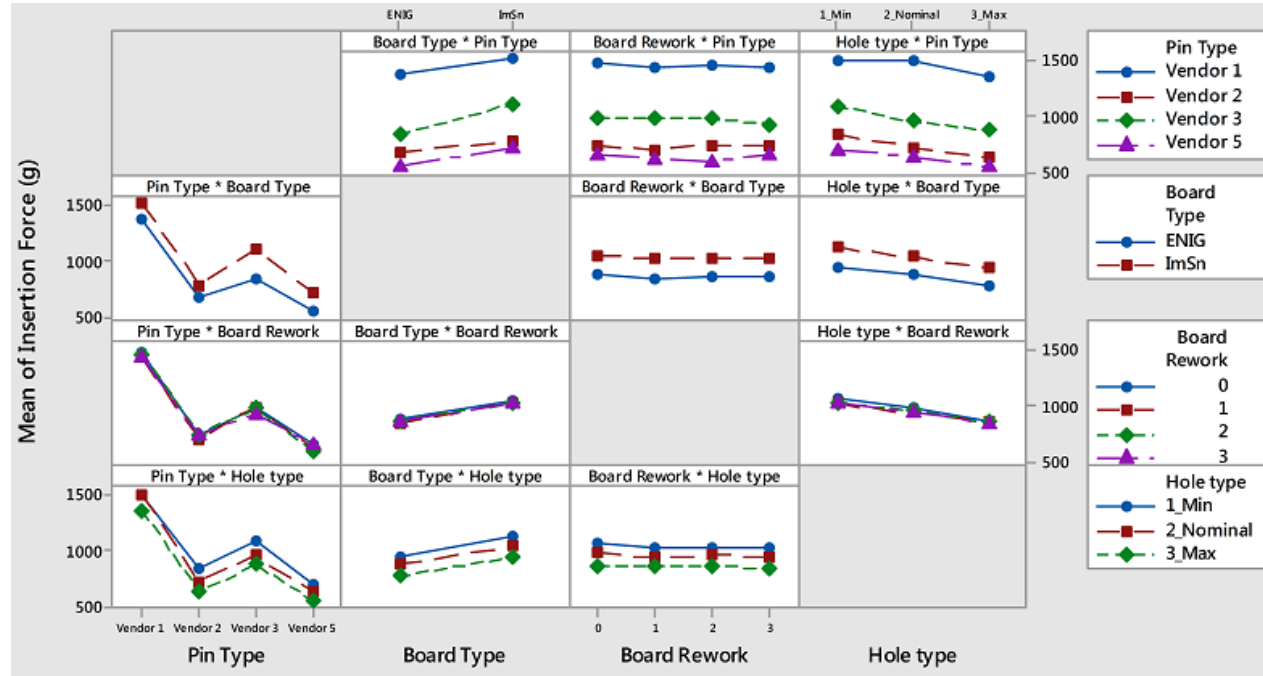 ENIG ImSn 1_Min 2_Nominal 3_Max
Board Type * Pin Type Board Rework * Pin Type Hole type * Pin Type
1500
1000
500
Pin Type
Vendor 1
Vendor 2
Vendor 3
Vendor 5
Pin Type * Board Type Board Rework * Board Type Hole type * Board Type
1500
1000
500
Board
Type
ENIG
ImSn
Pin Type * Board Rework Board Type * Board Rework Hole type * Board Rework
1500
1000
500
Board
Rework
0
1
2
3
Pin Type * Hole type Board Type * Hole type Board Rework * Hole type
1500
1000
500
Hole type
1_Min
2_Nominal
3_Max
Mean of Insertion Force (g)
Vendor 1 Vendor 2 Vendor 3 Vendor 5 0 1 2 3
Pin Type Board Type Board Rework Hole type